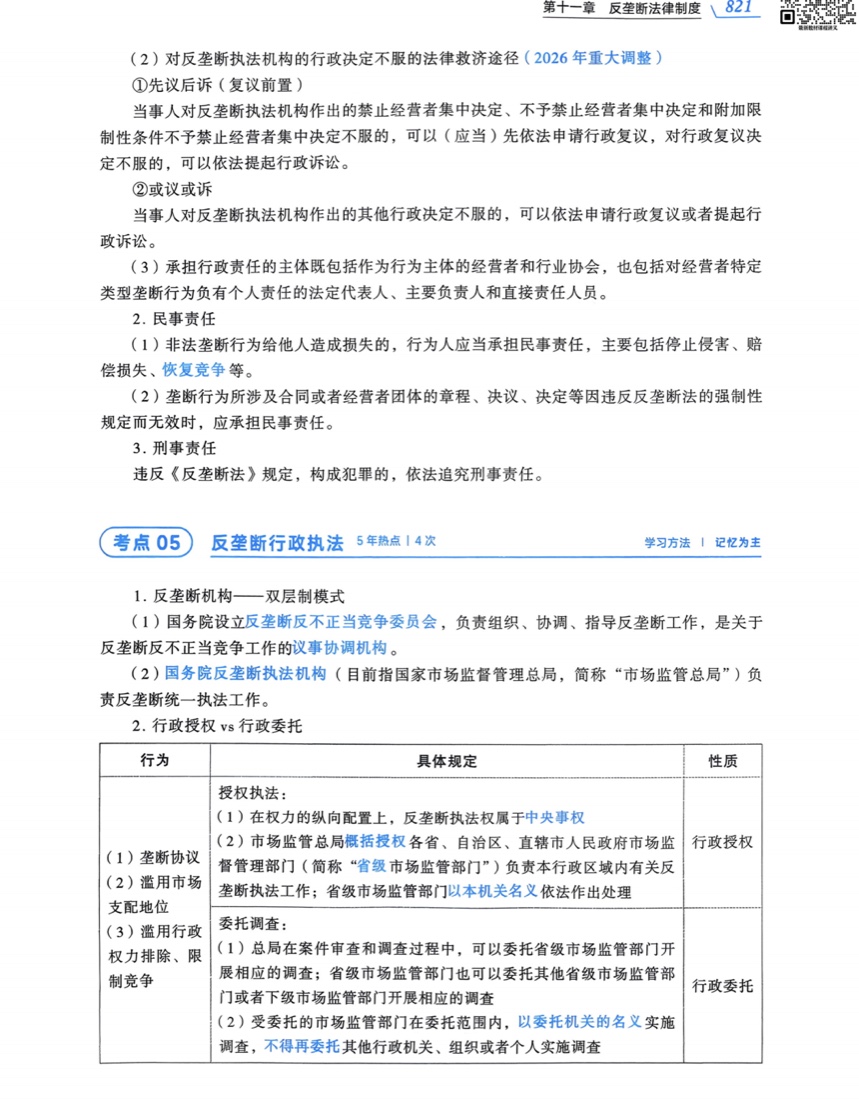 第十一章 反垄断法律制度 821
（2）对反垄断执法机构的行政决定不服的法律救济途径（2026年重大调整）
①先议后诉（复议前置）
当事人对反垄断执法机构作出的禁止经营者集中决定、不予禁止经营者集中决定和附加限
制性条件不予禁止经营者集中决定不服的，可以（应当）先依法申请行政复议，对行政复议决
定不服的，可以依法提起行政诉讼。
②或议或诉
当事人对反垄断执法机构作出的其他行政决定不服的，可以依法申请行政复议或者提起行
政诉讼。
（3）承担行政责任的主体既包括作为行为主体的经营者和行业协会，也包括对经营者特定
类型垄断行为负有个人责任的法定代表人、主要负责人和直接责任人员。
2. 民事责任
（1）非法垄断行为给他人造成损失的，行为人应当承担民事责任，主要包括停止侵害、赔
偿损失、恢复竞争等。
（2）垄断行为所涉及合同或者经营者团体的章程、决议、决定等因违反反垄断法的强制性
规定而无效时，应承担民事责任。
3. 刑事责任
违反《反垄断法》规定，构成犯罪的，依法追究刑事责任。
考点 05 反垄断行政执法 5年热点|4次 学习方法 | 记忆为主
1. 反垄断机构——双层制模式
（1）国务院设立反垄断反不正当竞争委员会，负责组织、协调、指导反垄断工作，是关于
反垄断反不正当竞争工作的议事协调机构。
（2）国务院反垄断执法机构（目前指国家市场监督管理总局，简称“市场监管总局”）负
责反垄断统一执法工作。
2. 行政授权 vs 行政委托
行为 具体规定 性质
（1）垄断协议
（2）滥用市场
支配地位
（3）滥用行政
权力排除、限
制竞争
授权执法：
（1）在权力的纵向配置上，反垄断执法权属于中央事权
（2）市场监管总局概括授权各省、自治区、直辖市人民政府市场监
督管理部门（简称“省级市场监管部门”）负责本行政区域内有关反
垄断执法工作；省级市场监管部门以本机关名义依法作出处理
行政授权
委托调查：
（1）总局在案件审查和调查过程中，可以委托省级市场监管部门开
展相应的调查；省级市场监管部门也可以委托其他省级市场监管部
门或者下级市场监管部门开展相应的调查
（2）受委托的市场监管部门在委托范围内，以委托机关的名义实施
调查，不得再委托其他行政机关、组织或者个人实施调查
行政委托